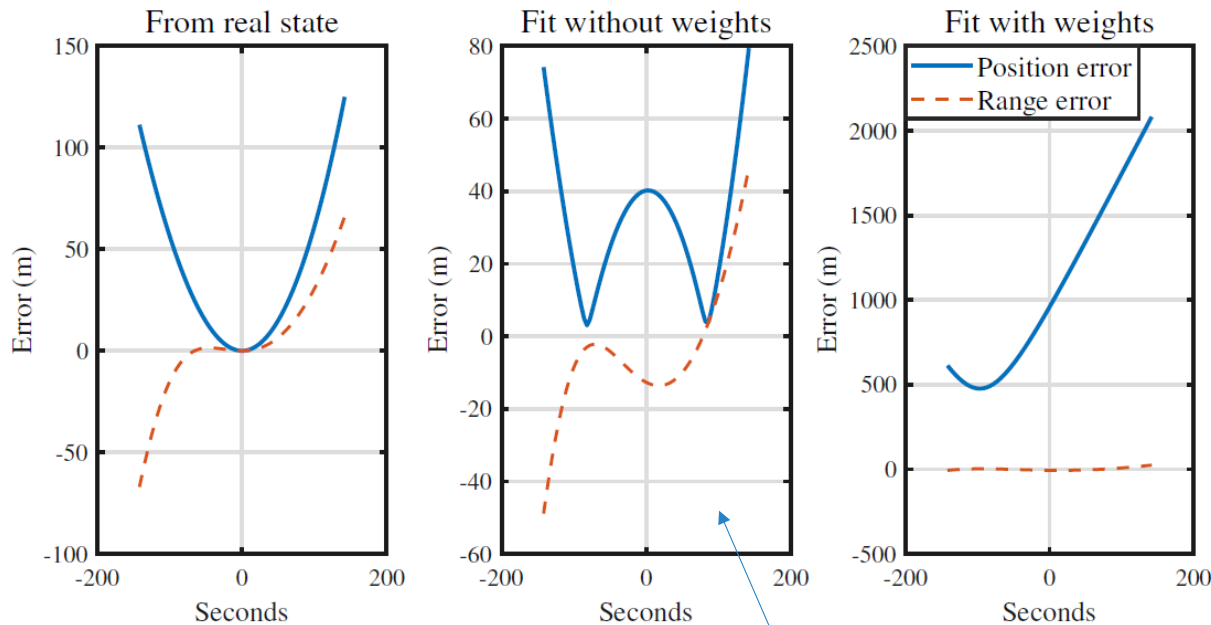 From real state
150
100
50
0
-50
-100
-200
0
200
Error (m)
Seconds
Fit without weights
80
60
40
20
0
-20
-40
-60
-200
0
200
Error (m)
Seconds
Fit with weights
2500
2000
1500
1000
500
0
-500
-200
0
200
Error (m)
Seconds
Position error
Range error